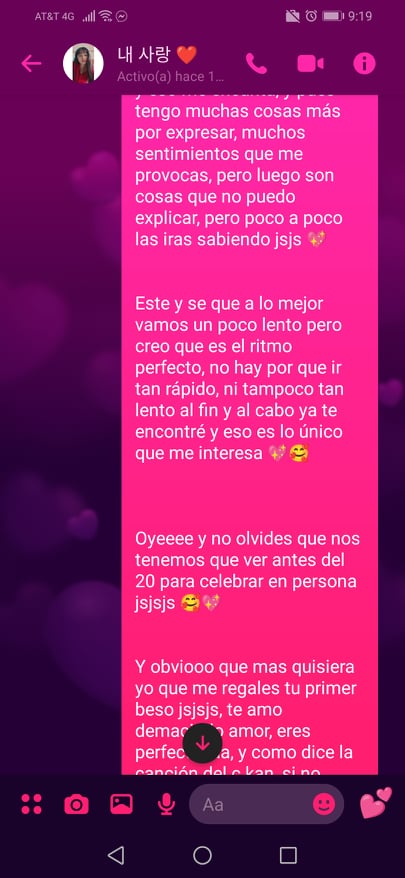 AT&T 4G
9:19
내 사랑 ❤️
Activo(a) hace 1...
tengo muchas cosas más
por expresar, muchos
sentimientos que me
provocas, pero luego son
cosas que no puedo
explicar, pero poco a poco
las iras sabiendo jsjs 💖
Este y se que a lo mejor
vamos un poco lento pero
creo que es el ritmo
perfecto, no hay por que ir
tan rápido, ni tampoco tan
lento al fin y al cabo ya te
encontré y eso es lo único
que me interesa 💖🥰
Oyeeee y no olvides que nos
tenemos que ver antes del
20 para celebrar en persona
jsjsjs 🥰💖
Y obviooo que mas quisiera
yo que me regales tu primer
beso jsjsjs, te amo
amor, eres
y como dice la
canción del c kan, si no
Aa